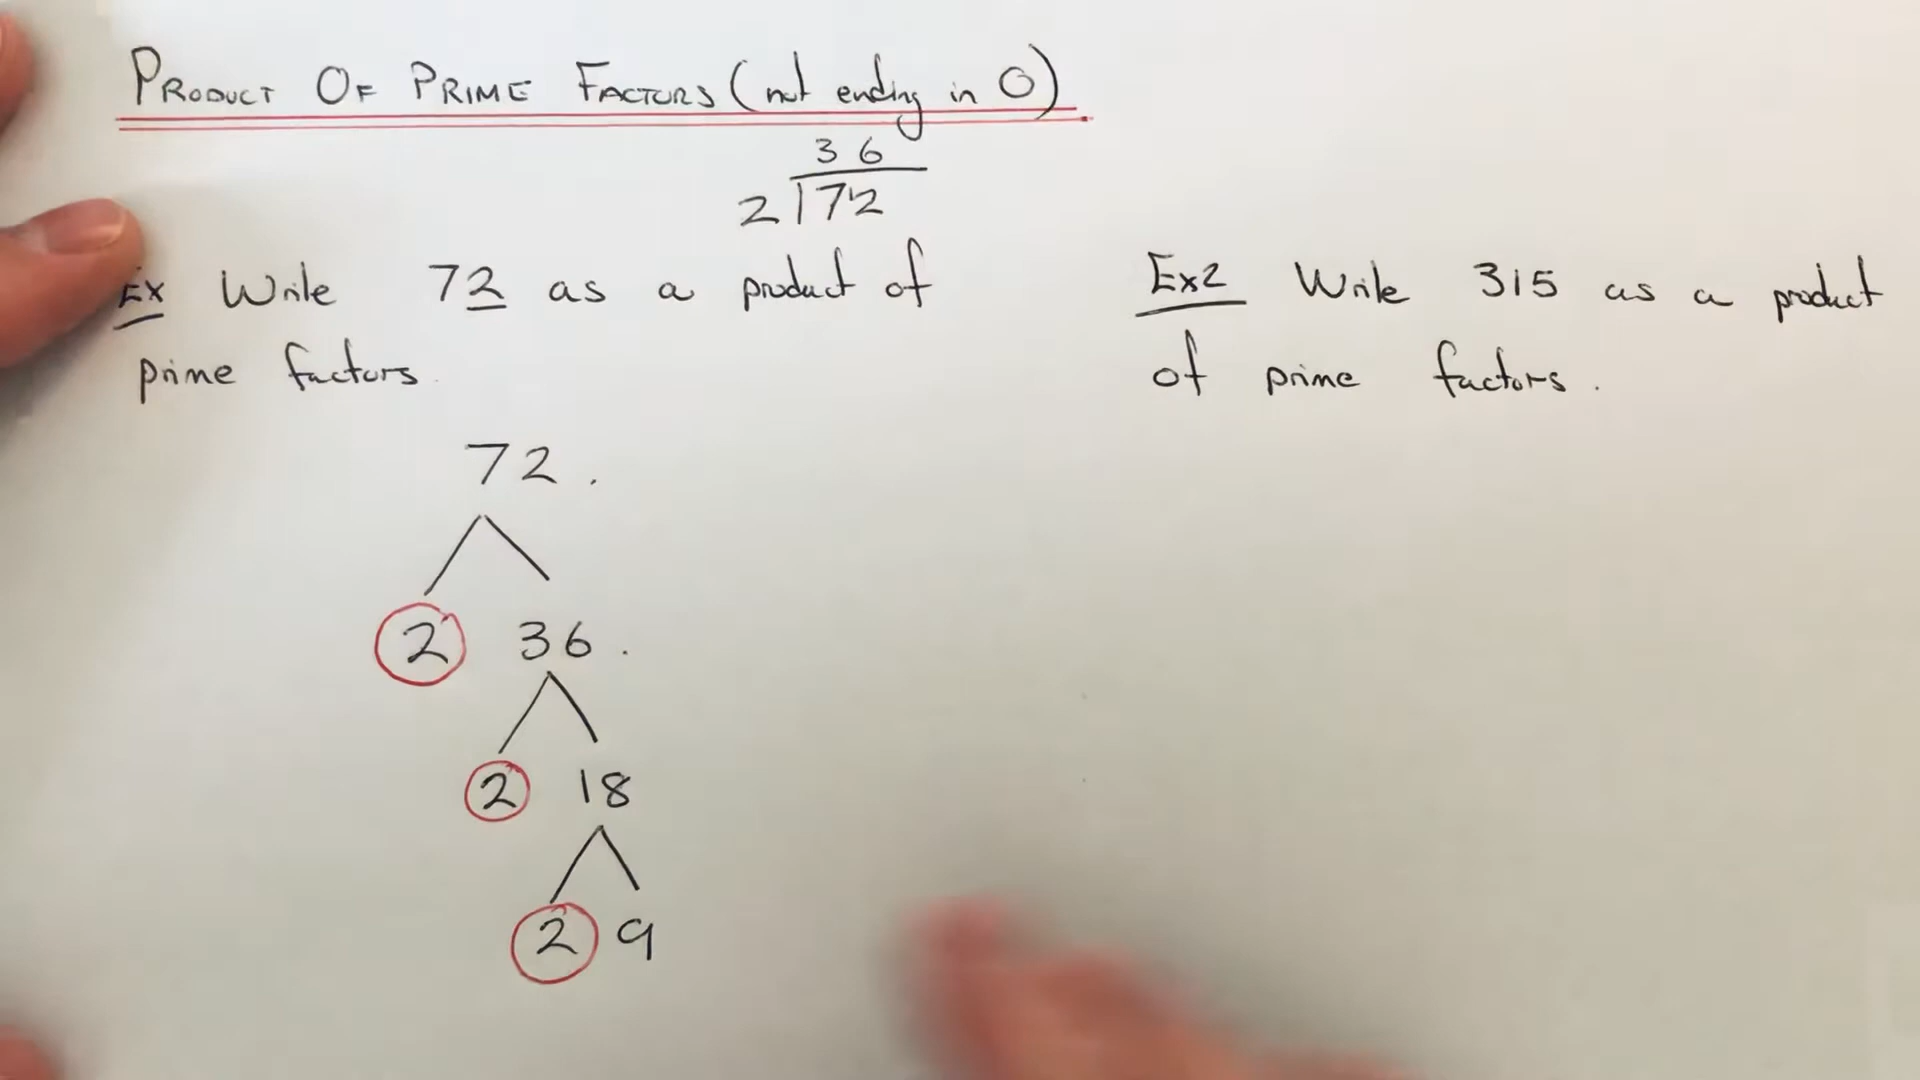 PRODUCT OF PRIME FACTORS (not ending in 0)
36
2 72
Ex Write 72 as a product of
prime factors.
72.
2 36.
2 18
2 9
Ex2 Write 315 as a product
of prime factors.